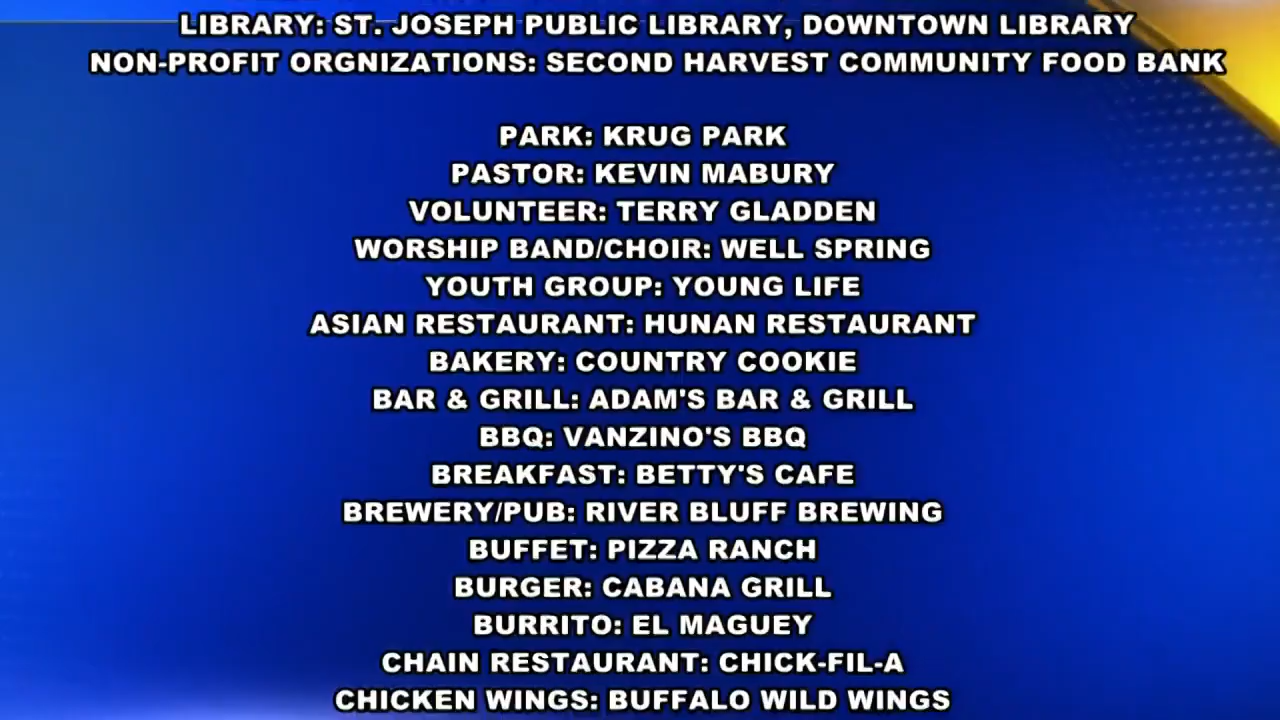 LIBRARY: ST. JOSEPH PUBLIC LIBRARY, DOWNTOWN LIBRARY
NON-PROFIT ORGNIZATIONS: SECOND HARVEST COMMUNITY FOOD BANK
PARK: KRUG PARK
PASTOR: KEVIN MABURY
VOLUNTEER: TERRY GLADDEN
WORSHIP BAND/CHOIR: WELL SPRING
YOUTH GROUP: YOUNG LIFE
ASIAN RESTAURANT: HUNAN RESTAURANT
BAKERY: COUNTRY COOKIE
BAR & GRILL: ADAM'S BAR & GRILL
BBQ: VANZINO'S BBQ
BREAKFAST: BETTY'S CAFE
BREWERY/PUB: RIVER BLUFF BREWING
BUFFET: PIZZA RANCH
BURGER: CABANA GRILL
BURRITO: EL MAGUEY
CHAIN RESTAURANT: CHICK-FIL-A
CHICKEN WINGS: BUFFALO WILD WINGS